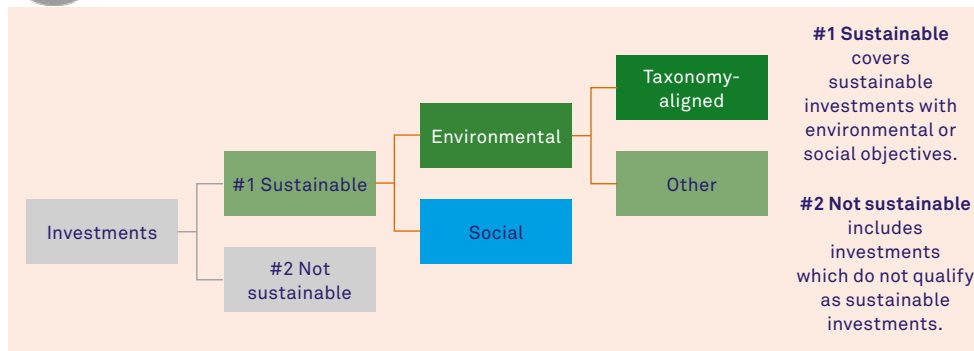 Investments
#1 Sustainable
#2 Not
sustainable
Environmental
Social
Taxonomy-
aligned
Other
#1 Sustainable
covers
sustainable
investments with
environmental or
social objectives.
#2 Not sustainable
includes
investments
which do not qualify
as sustainable
investments.